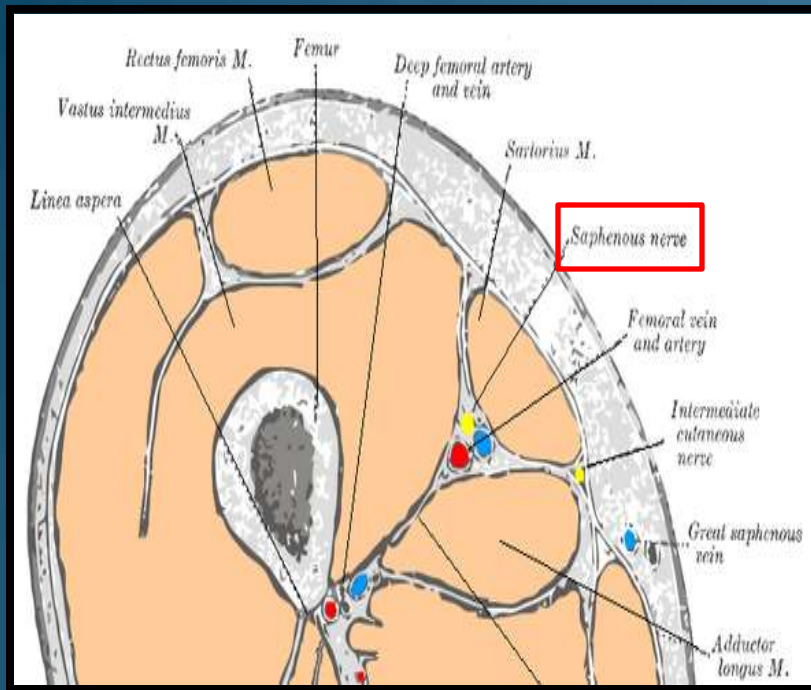 Rectus femoris M.
Femur
Deep femoral artery
and vein
Vastus intermedius
M.
Sartorius M.
Linea aspera
Saphenous nerve
Femoral vein
and artery
Intermediate
cutaneous
nerve
Great saphenous
vein
Adductor
longus M.